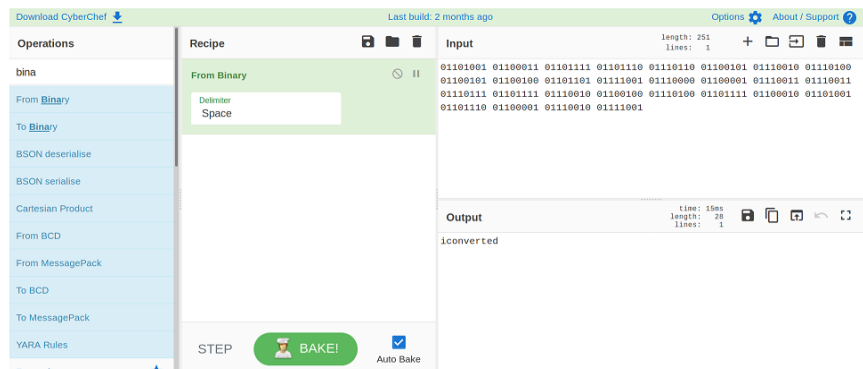 Download CyberChef
Last build: 2 months ago
Options
About / Support
Operations
bina
From Binary
To Binary
BSON deserialise
BSON serialise
Cartesian Product
From BCD
From MessagePack
To BCD
To MessagePack
YARA Rules
Recipe
From Binary
Delimiter
Space
STEP
BAKE!
Auto Bake
Input
length: 251
lines: 1
01101001 01100011 01101111 01101110 01110110 01100101 01110010 01110100
01100101 01100100 01101101 01111001 01110000 01100001 01110011 01110011
01110111 01101111 01110010 01100100 01110100 01101111 01100010 01101001
01101110 01100001 01110010 01111001
Output
time: 15ms
length: 28
lines: 1
iconverted